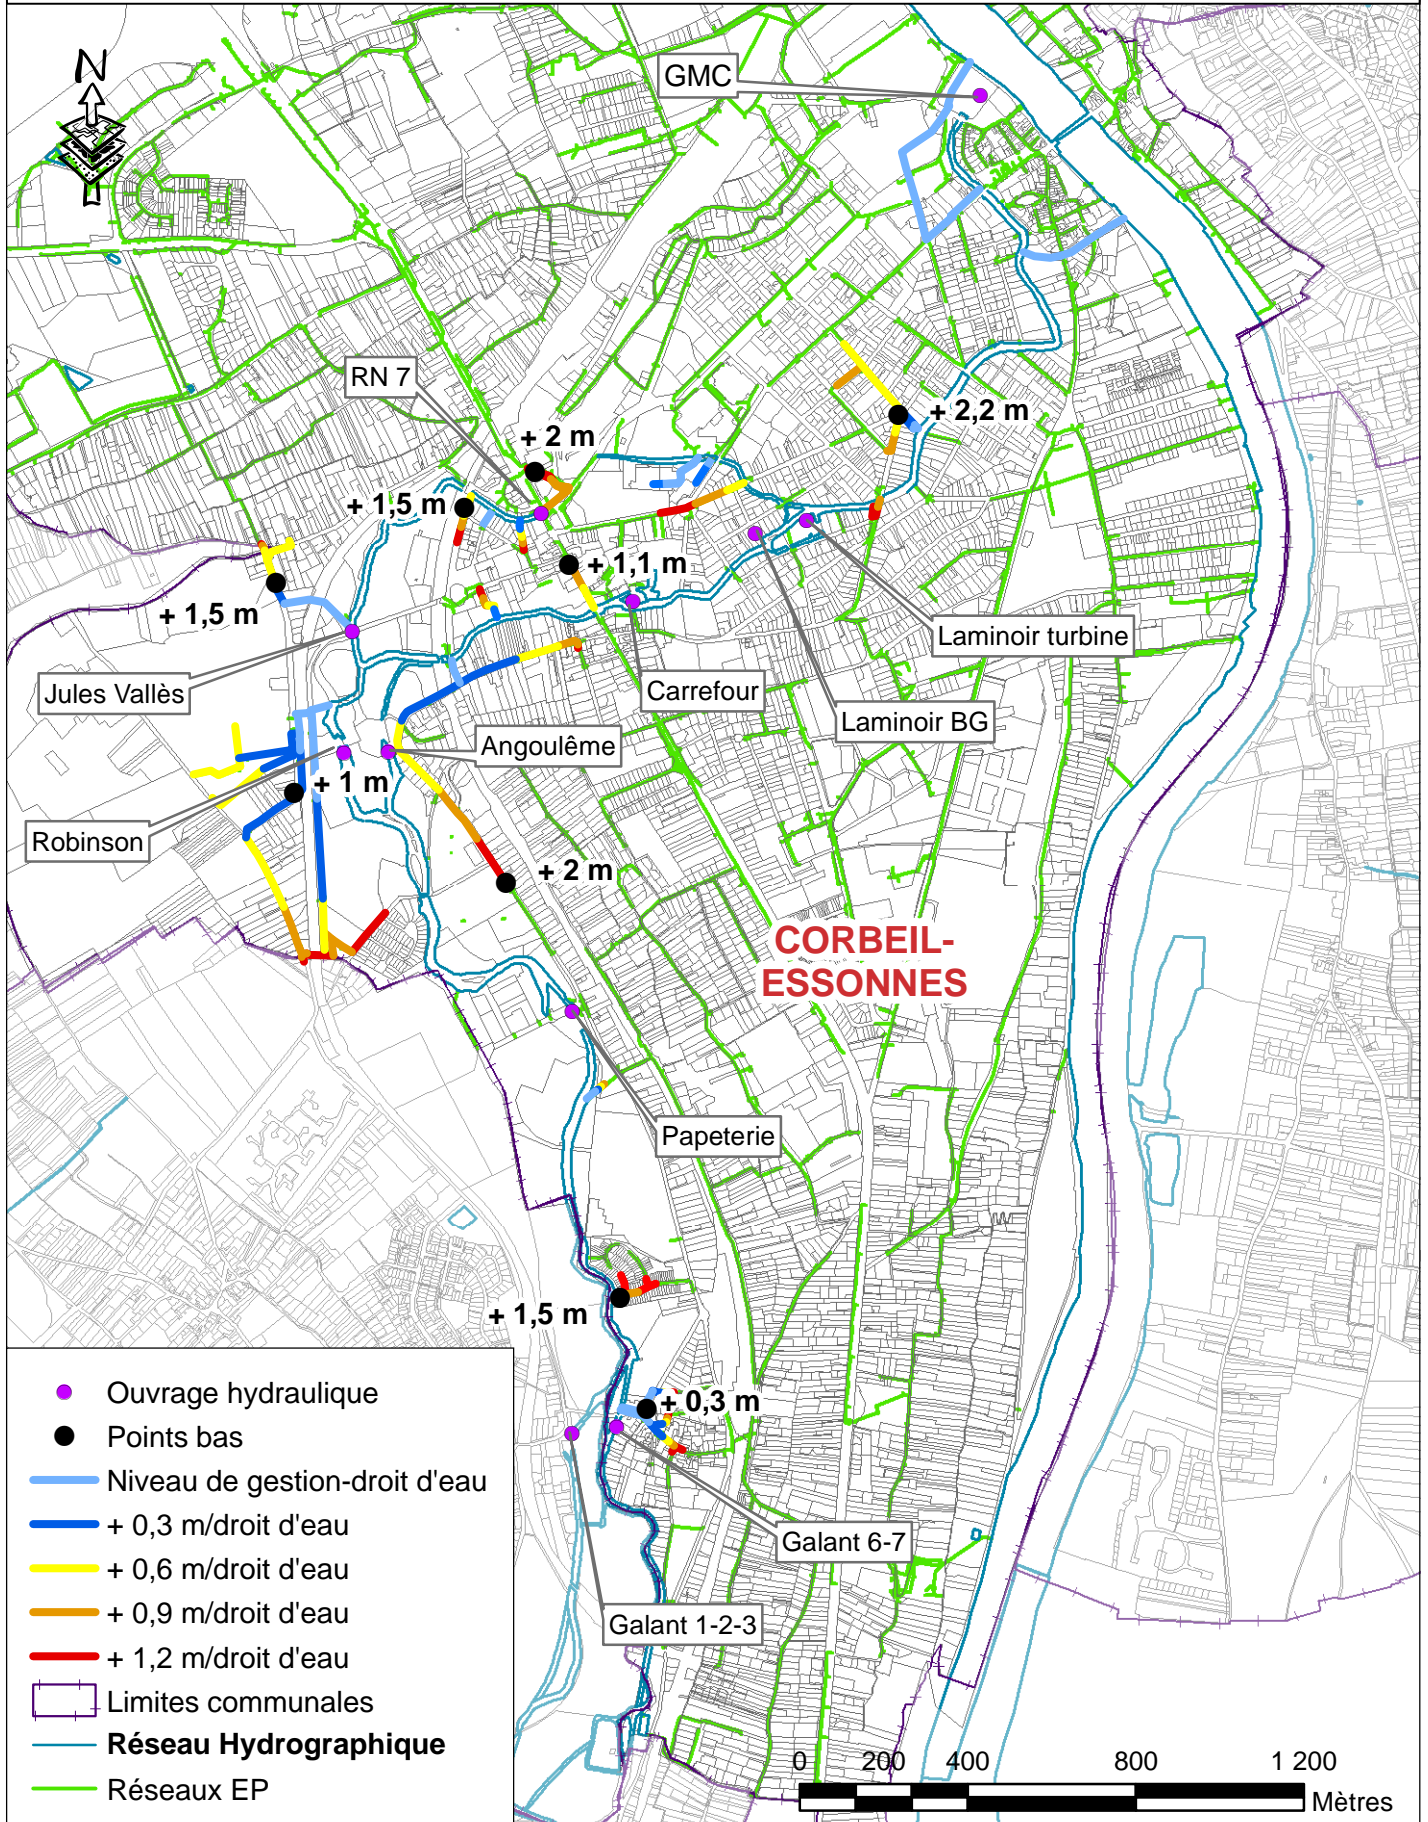 N
GMC
RN 7
+ 2,2 m
+ 2 m
+ 1,5 m
+ 1,1 m
+ 1,5 m
Laminoir turbine
Jules Vallès
Carrefour
Laminoir BG
Angoulême
+ 1 m
Robinson
+ 2 m
CORBEIL-
ESSONNES
Papeterie
+ 1,5 m
+ 0,3 m
Galant 6-7
Galant 1-2-3
Ouvrage hydraulique
Points bas
Niveau de gestion-droit d'eau
+ 0,3 m/droit d'eau
+ 0,6 m/droit d'eau
+ 0,9 m/droit d'eau
+ 1,2 m/droit d'eau
Limites communales
Réseau Hydrographique
Réseaux EP
0 200 400 800 1 200
Mètres